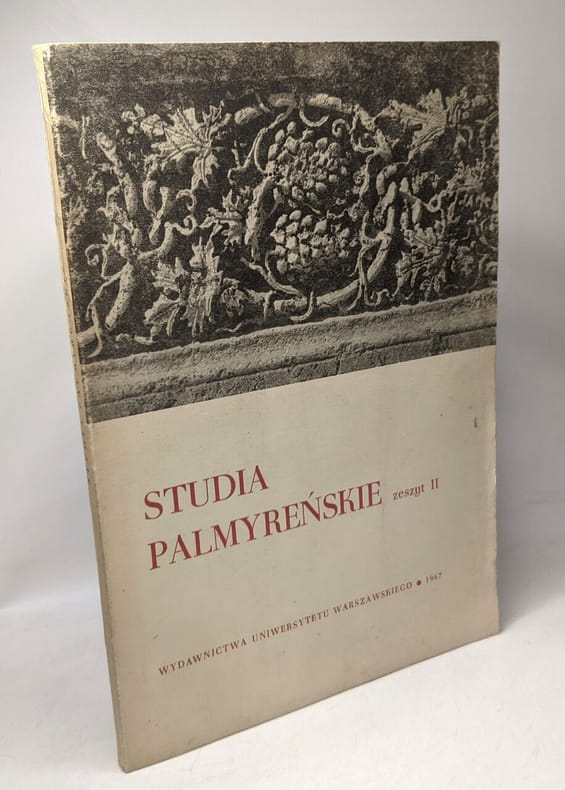 STUDIA
PALMYREŃSKIE zeszyt II
WYDAWNICTWA UNIWERSYTETU WARSZAWSKIEGO • 1967